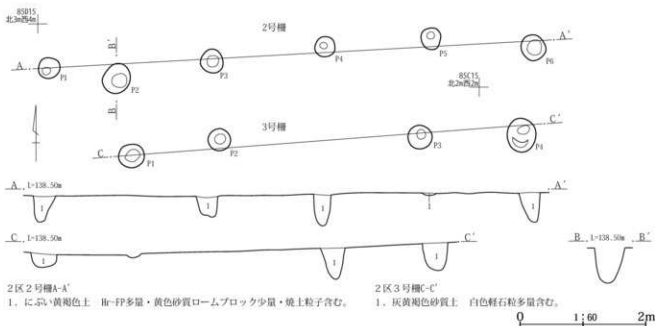 85D15
北3m西4m
2号柵
A
A'
B'
B
P1
P2
P3
P4
P5
P6
85C15
北2m西2m
3号柵
C
C'
P1
P2
P3
P4
A L=138.50m A'
1
1
1
1
1
C L=138.50m C'
1
1
1
B L=138.50m B'
2区2号柵A-A'
1. にぶい黄褐色土 Hr-FP多量・黄色砂質ロームブロック少量・焼土粒子含む。
2区3号柵C-C'
1. 灰黄褐色砂質土 白色軽石粒多量含む。
0 1:60 2m